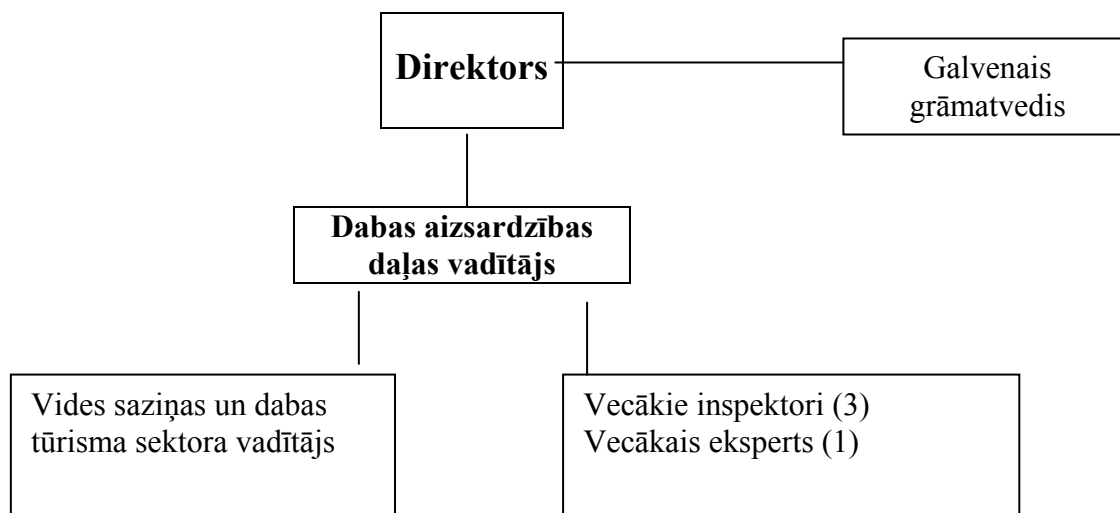 Direktors
Galvenais
grāmatvedis
Dabas aizsardzības
daļas vadītājs
Vides saziņas un dabas
tūrisma sektora vadītājs
Vecākie inspektori (3)
Vecākais eksperts (1)